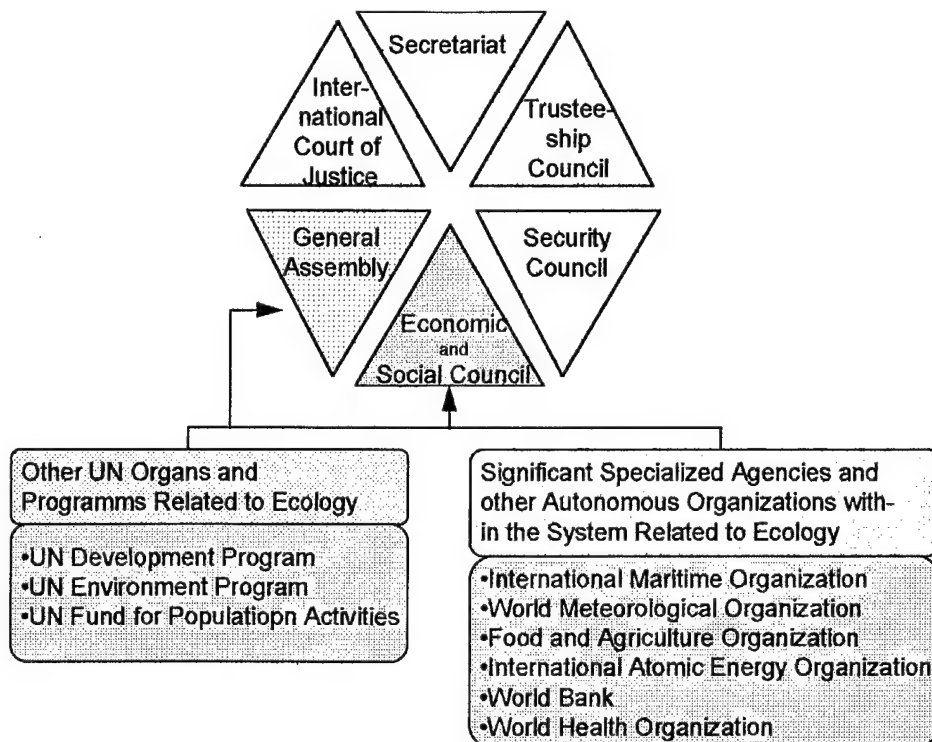 Secretariat
Inter-
national
Court of
Justice
Trustee-
ship
Council
General
Assembly
Security
Council
Economic
and
Social Council
Other UN Organs and
Programms Related to Ecology
•UN Development Program
•UN Environment Program
•UN Fund for Populatiopn Activities
Significant Specialized Agencies and
other Autonomous Organizations with-
in the System Related to Ecology
•International Maritime Organization
•World Meteorological Organization
•Food and Agriculture Organization
•International Atomic Energy Organization
•World Bank
•World Health Organization